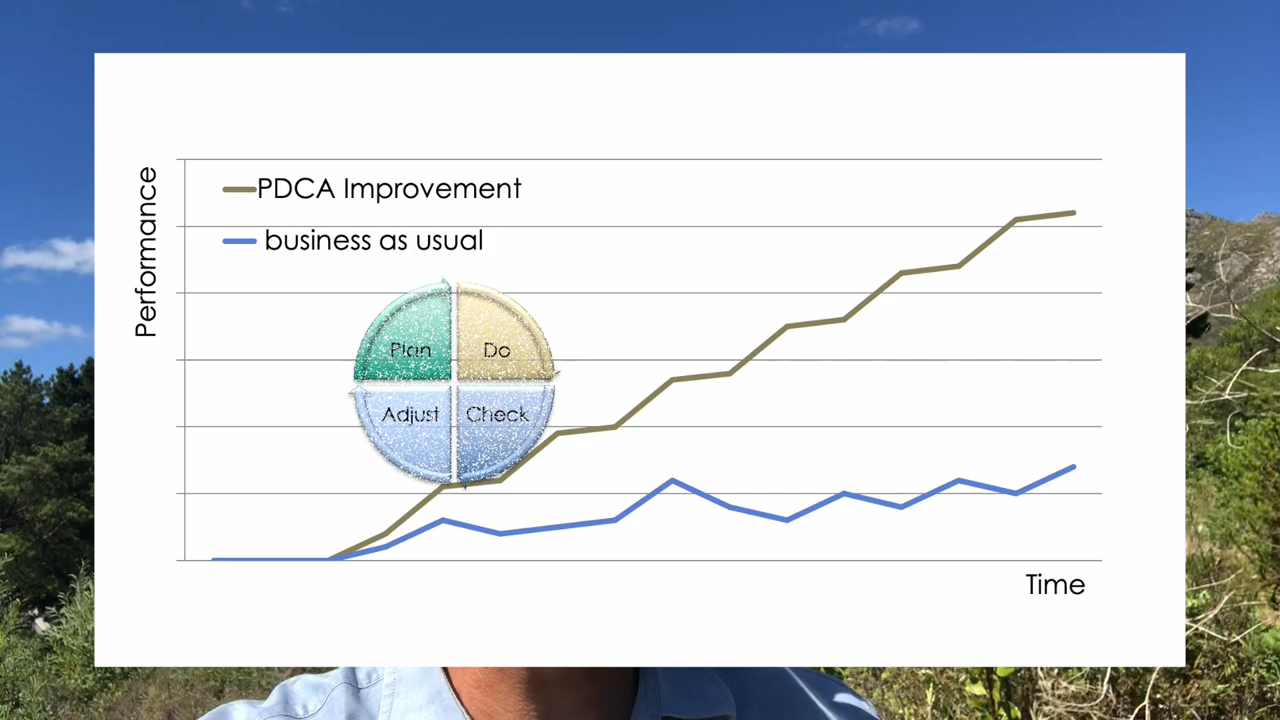 Performance
PDCA Improvement
business as usual
Plan
Do
Adjust
Check
Time